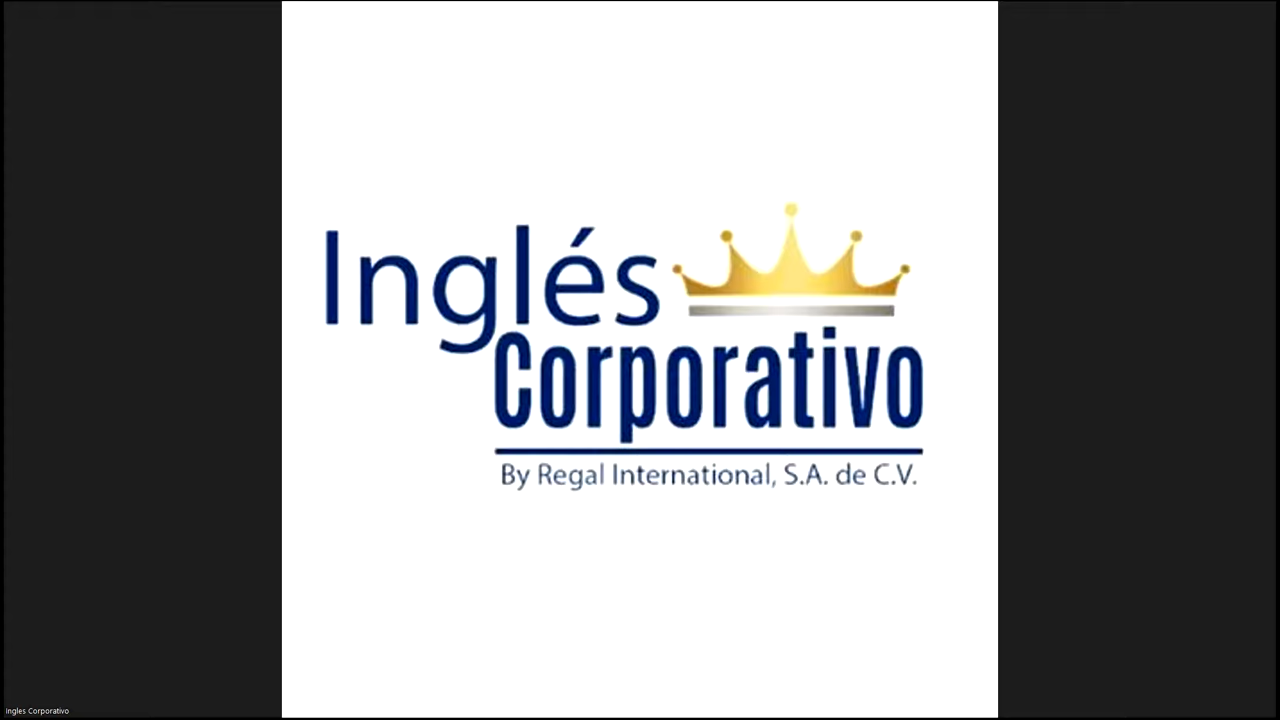 Inglés
Corporativo
By Regal International, S.A. de C.V.
Ingles Corporativo